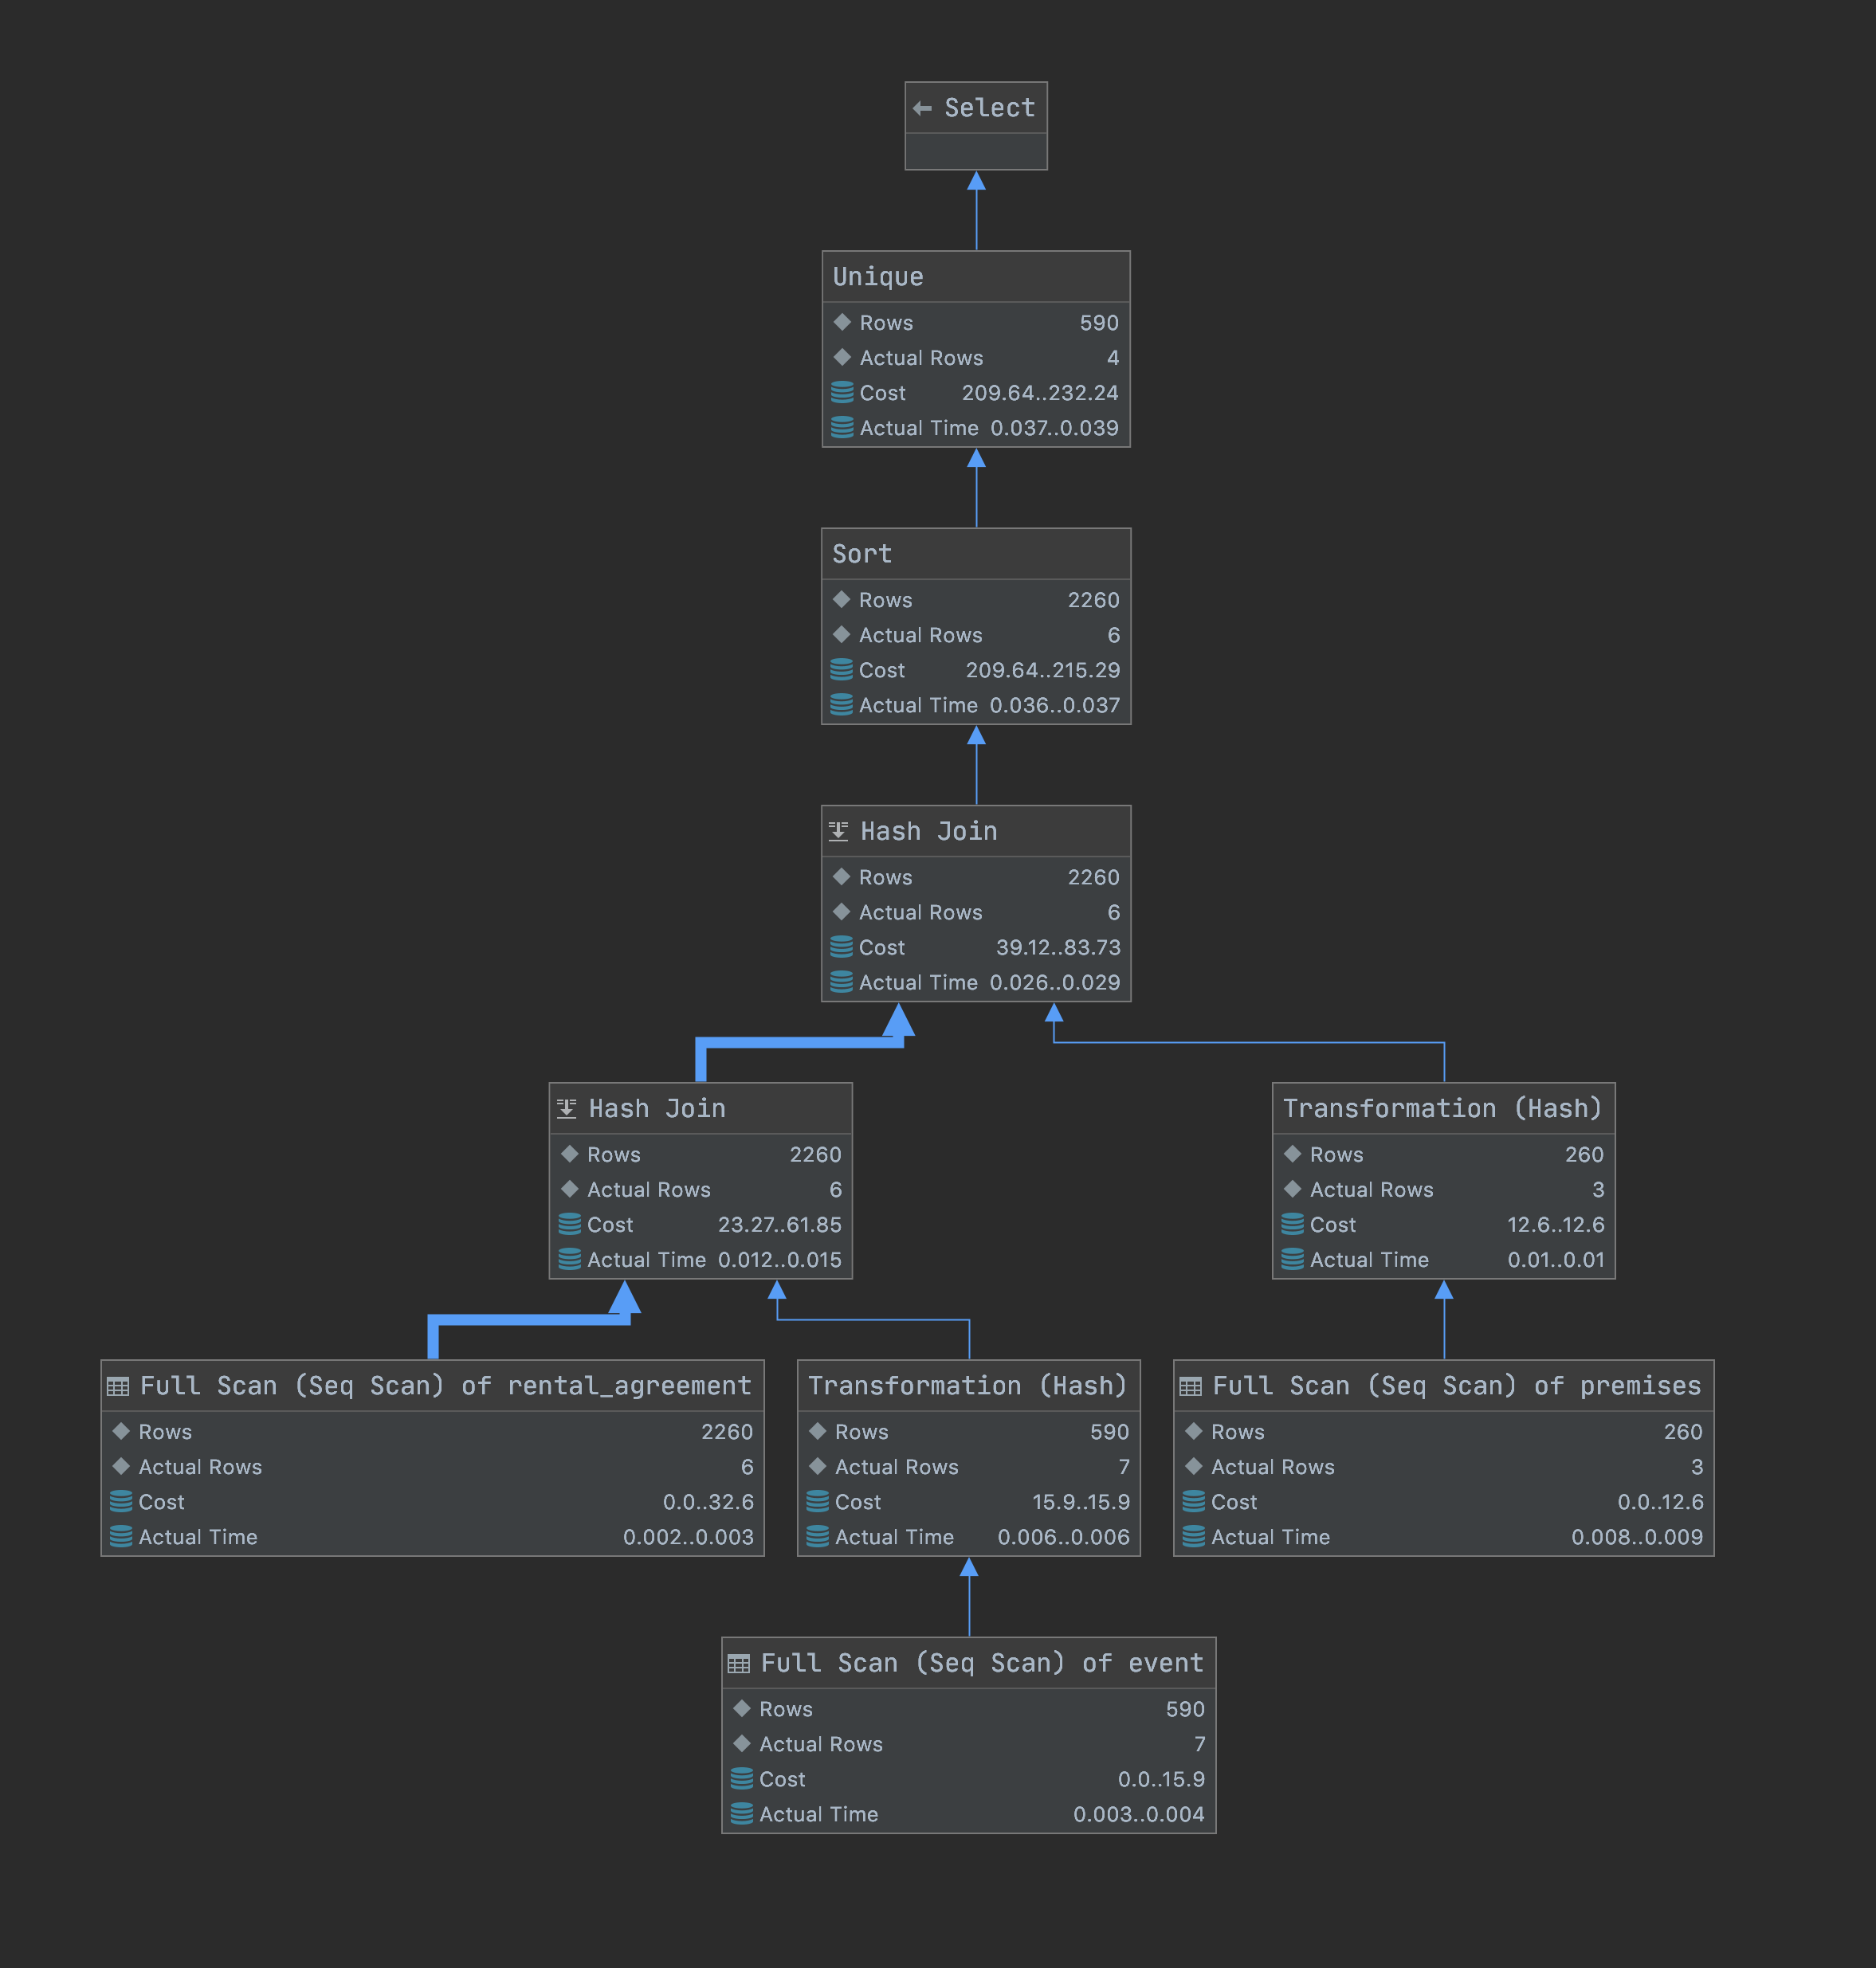 Select
Unique
Rows 590
Actual Rows 4
Cost 209.64..232.24
Actual Time 0.037..0.039
Sort
Rows 2260
Actual Rows 6
Cost 209.64..215.29
Actual Time 0.036..0.037
Hash Join
Rows 2260
Actual Rows 6
Cost 39.12..83.73
Actual Time 0.026..0.029
Hash Join
Rows 2260
Actual Rows 6
Cost 23.27..61.85
Actual Time 0.012..0.015
Transformation (Hash)
Rows 260
Actual Rows 3
Cost 12.6..12.6
Actual Time 0.01..0.01
Full Scan (Seq Scan) of rental_agreement
Rows 2260
Actual Rows 6
Cost 0.0..32.6
Actual Time 0.002..0.003
Transformation (Hash)
Rows 590
Actual Rows 7
Cost 15.9..15.9
Actual Time 0.006..0.006
Full Scan (Seq Scan) of premises
Rows 260
Actual Rows 3
Cost 0.0..12.6
Actual Time 0.008..0.009
Full Scan (Seq Scan) of event
Rows 590
Actual Rows 7
Cost 0.0..15.9
Actual Time 0.003..0.004